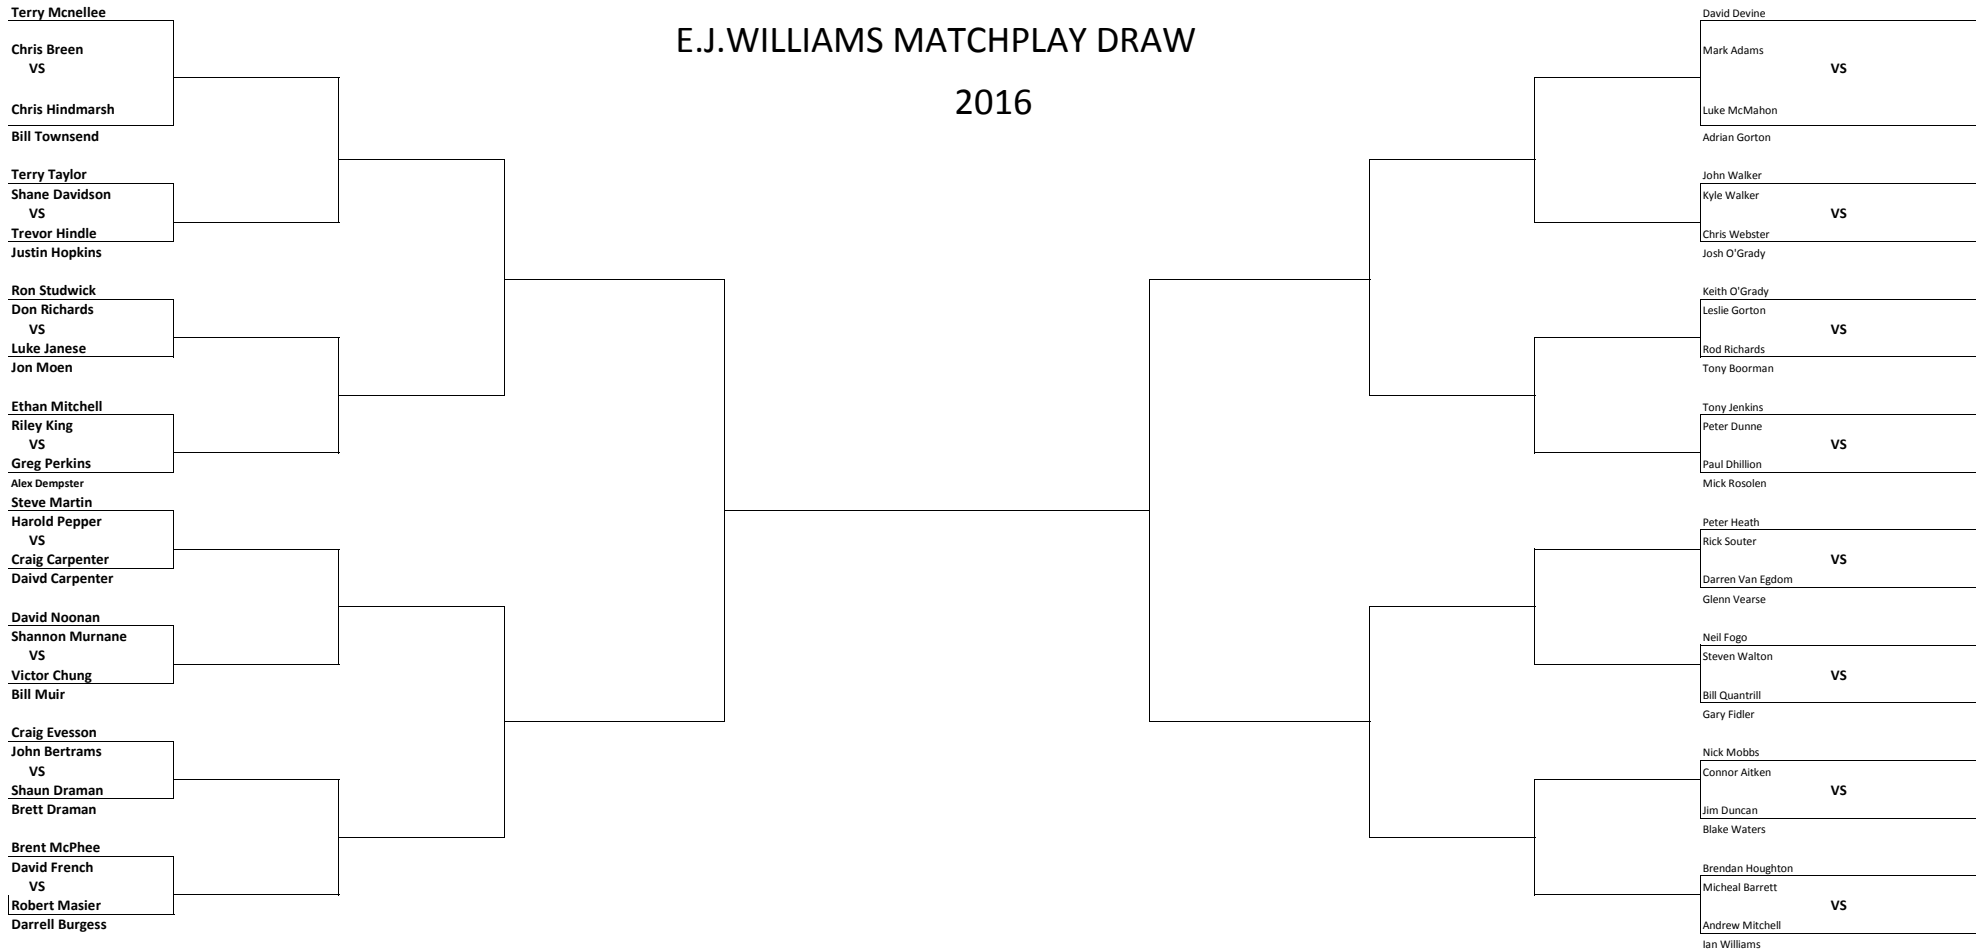 E.J.WILLIAMS MATCHPLAY DRAW
2016
Terry Mcnellee
Chris Breen
VS
Chris Hindmarsh
Bill Townsend
Terry Taylor
Shane Davidson
VS
Trevor Hindle
Justin Hopkins
Ron Studwick
Don Richards
VS
Luke Janese
Jon Moen
Ethan Mitchell
Riley King
VS
Greg Perkins
Alex Dempster
Steve Martin
Harold Pepper
VS
Craig Carpenter
Daivd Carpenter
David Noonan
Shannon Murnane
VS
Victor Chung
Bill Muir
Craig Evesson
John Bertrams
VS
Shaun Draman
Brett Draman
Brent McPhee
David French
VS
Robert Masier
Darrell Burgess
David Devine
Mark Adams
VS
Luke McMahon
Adrian Gorton
John Walker
Kyle Walker
VS
Chris Webster
Josh O'Grady
Keith O'Grady
Leslie Gorton
VS
Rod Richards
Tony Boorman
Tony Jenkins
Peter Dunne
VS
Paul Dhillion
Mick Rosolen
Peter Heath
Rick Souter
VS
Darren Van Egdom
Glenn Vearse
Neil Fogo
Steven Walton
VS
Bill Quantrill
Gary Fidler
Nick Mobbs
Connor Aitken
VS
Jim Duncan
Blake Waters
Brendan Houghton
Micheal Barrett
VS
Andrew Mitchell
Ian Williams